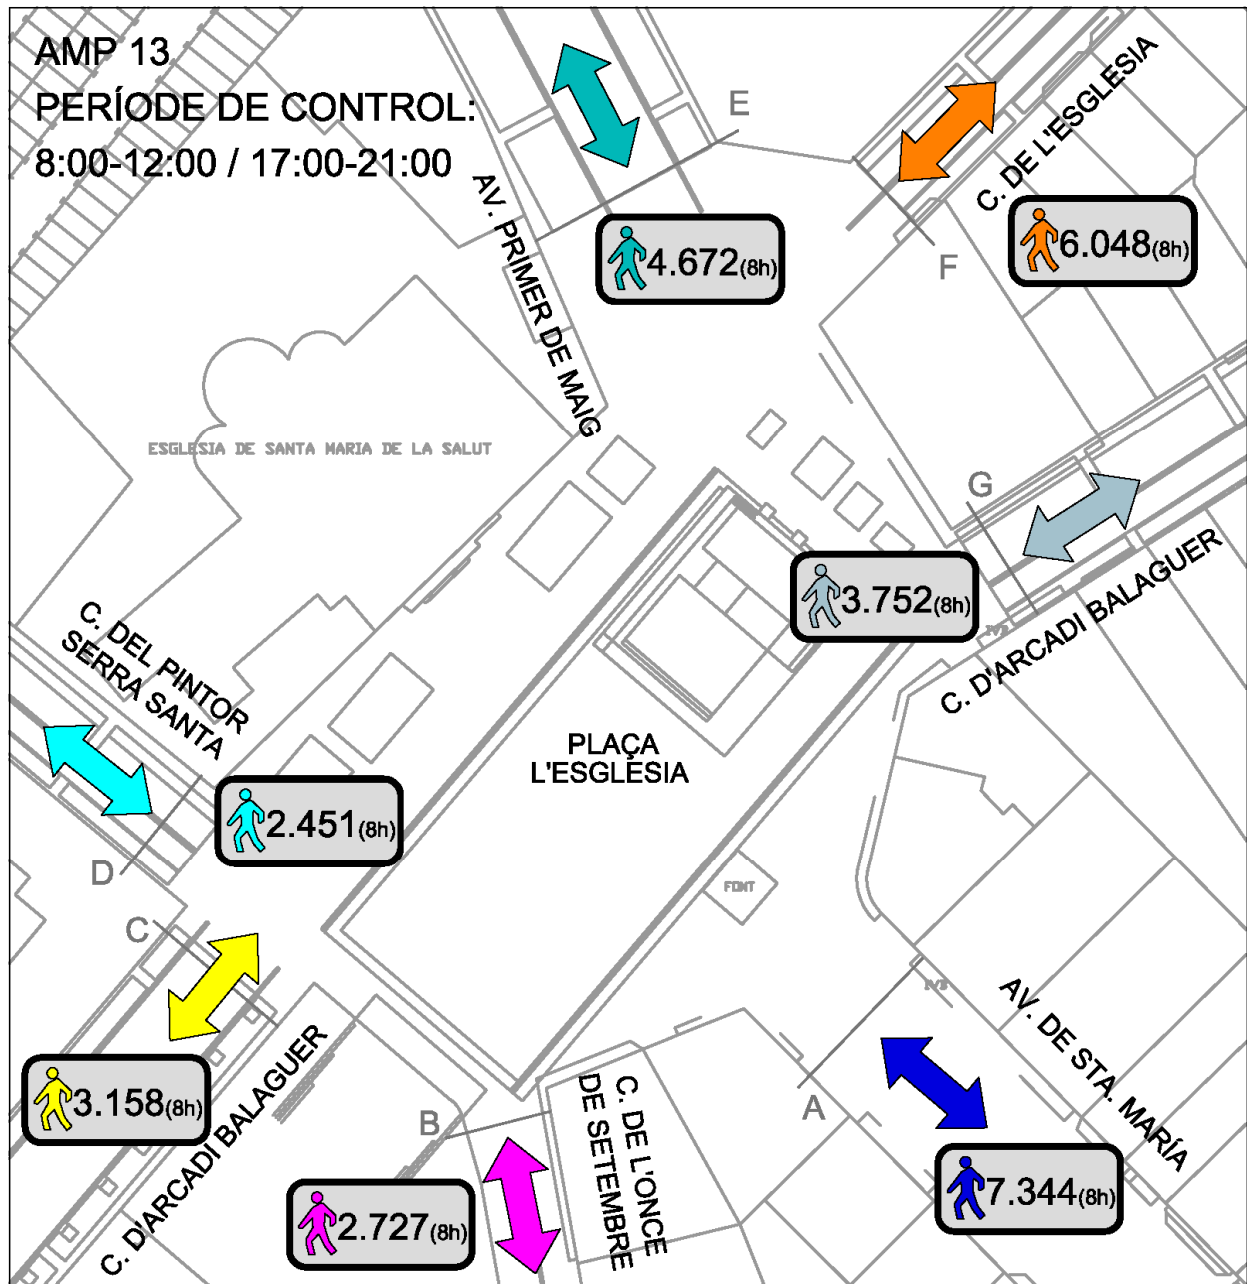 AMP 13
PERÍODE DE CONTROL:
8:00-12:00 / 17:00-21:00
E
C. DE L'ESGLESIA
AV. PRIMER DE MAIG
4.672(8h)
6.048(8h)
F
ESGLESIA DE SANTA MARIA DE LA SALUT
G
3.752(8h)
C. D'ARCADI BALAGUER
IVE
C. DEL PINTOR
SERRA SANTA
PLAÇA
L'ESGLESIA
2.451(8h)
D
FONT
C
IVE
AV. DE STA. MARÍA
3.158(8h)
C. D'ARCADI BALAGUER
B
C. DE L'ONCE
DE SETEMBRE
A
2.727(8h)
7.344(8h)